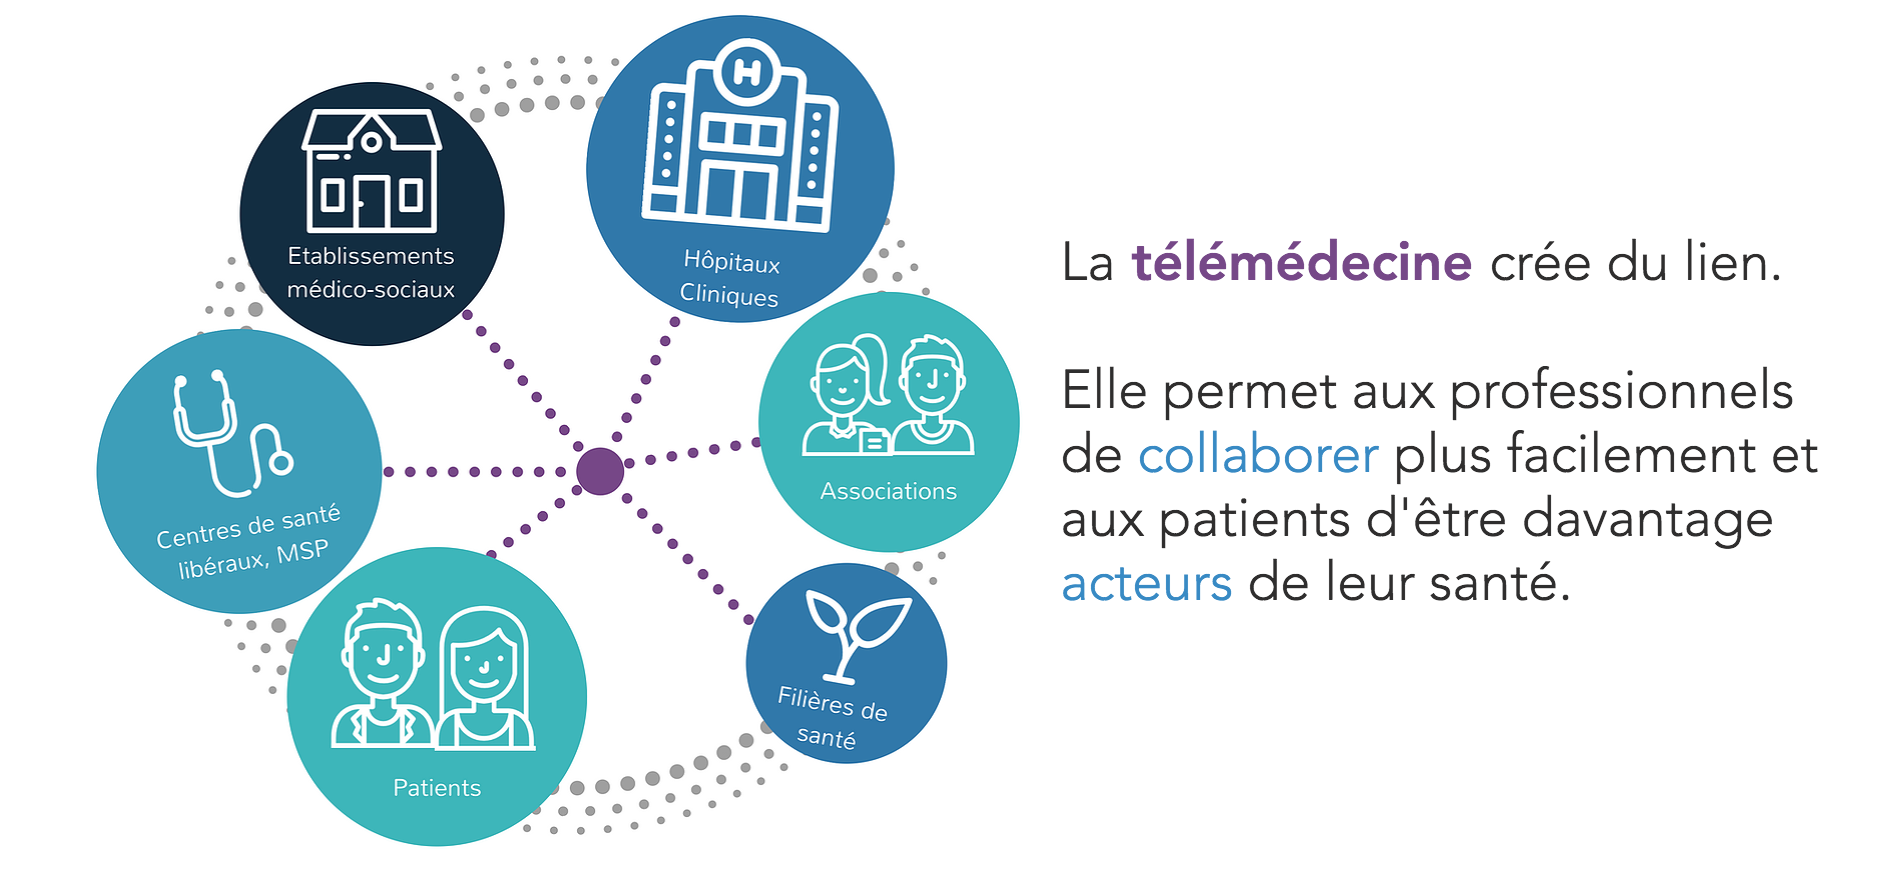 H
Etablissements
médico-sociaux
Hôpitaux
Cliniques
Associations
Centres de santé
libéraux, MSP
Filières de
santé
Patients
La télémédecine crée du lien.
Elle permet aux professionnels
de collaborer plus facilement et
aux patients d'être davantage
acteurs de leur santé.